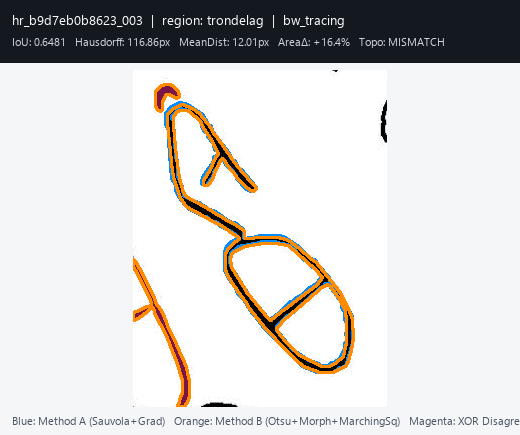 hr_b9d7eb0b8623_003 | region: trondelag | bw_tracing
IoU: 0.6481 Hausdorff: 116.86px MeanDist: 12.01px AreaΔ: +16.4% Topo: MISMATCH
Blue: Method A (Sauvola+Grad) Orange: Method B (Otsu+Morph+MarchingSq) Magenta: XOR Disagre